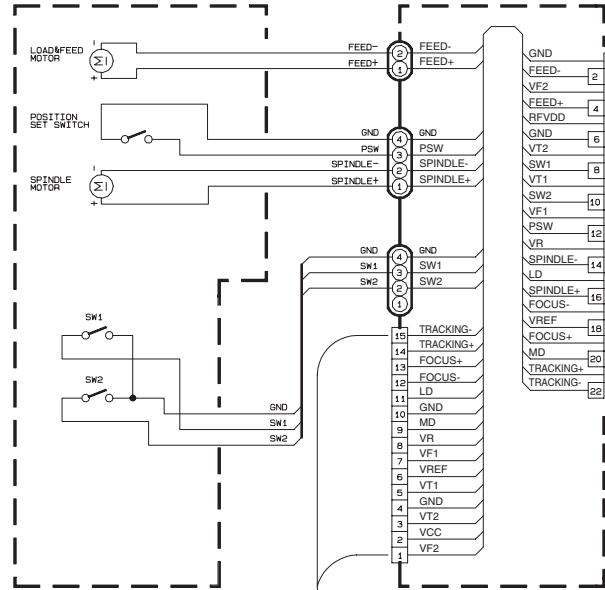 LOAD&FEED
MOTOR
-
+
FEED-
FEED+
2
1
FEED-
FEED+
POSITION
SET SWITCH
GND
PSW
SPINDLE-
SPINDLE+
4
3
2
1
GND
PSW
SPINDLE-
SPINDLE+
SPINDLE
MOTOR
-
+
GND
SW1
SW2
4
3
2
1
GND
SW1
SW2
SW1
SW2
GND
SW1
SW2
15 TRACKING-
14 TRACKING+
13 FOCUS+
12 FOCUS-
11 LD
10 GND
9 MD
8 VR
7 VF1
6 VREF
5 VT1
4 GND
3 VT2
2 VCC
1 VF2
GND
FEED- 2
VF2
FEED+ 4
RFVDD
GND 6
VT2
SW1 8
VT1
SW2 10
VF1
PSW 12
VR
SPINDLE- 14
LD
SPINDLE+ 16
FOCUS-
VREF 18
FOCUS+
MD 20
TRACKING+
TRACKING- 22